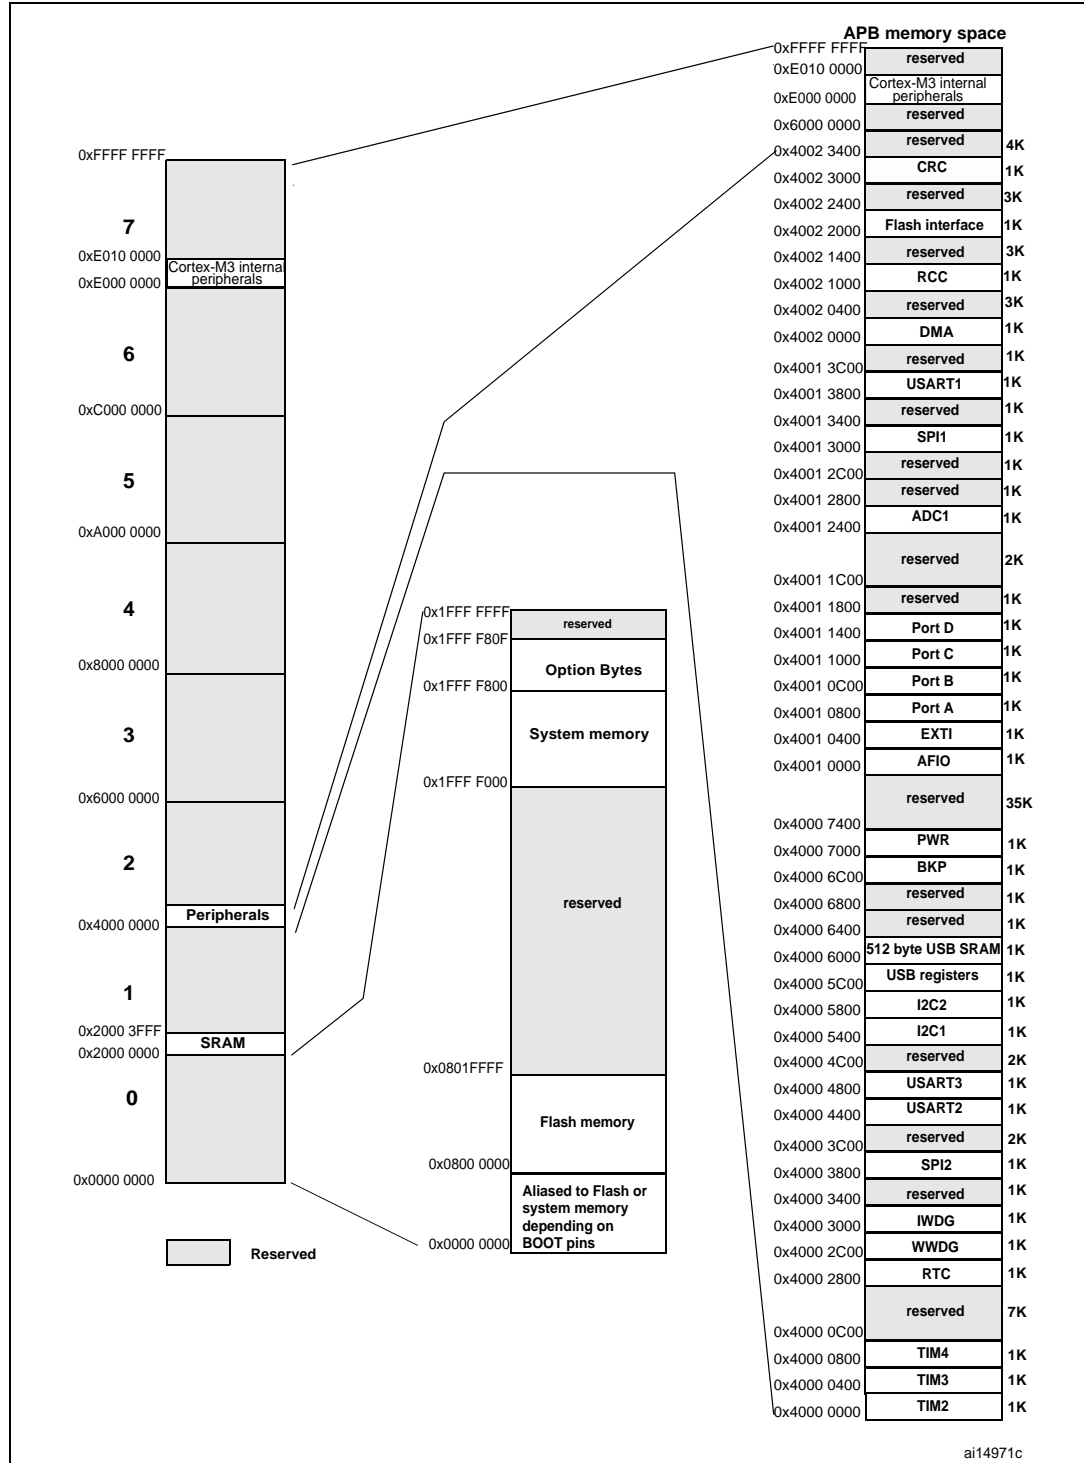 0xFFFF FFFF
7
0xE010 0000
Cortex-M3 internal
peripherals
0xE000 0000
6
0xC000 0000
5
0xA000 0000
4
0x8000 0000
3
0x6000 0000
2
Peripherals
0x4000 0000
1
0x2000 3FFF
SRAM
0x2000 0000
0
0x0000 0000
Reserved
0x1FFF FFFF
reserved
0x1FFF F80F
Option Bytes
0x1FFF F800
System memory
0x1FFF F000
reserved
0x0801FFFF
Flash memory
0x0800 0000
Aliased to Flash or
system memory
depending on
BOOT pins
0x0000 0000
APB memory space
0xFFFF FFFF
reserved
0xE010 0000
Cortex-M3 internal
peripherals
0xE000 0000
reserved
0x6000 0000
reserved 4K
0x4002 3400
CRC 1K
0x4002 3000
reserved 3K
0x4002 2400
Flash interface 1K
0x4002 2000
reserved 3K
0x4002 1400
RCC 1K
0x4002 1000
reserved 3K
0x4002 0400
DMA 1K
0x4002 0000
reserved 1K
0x4001 3C00
USART1 1K
0x4001 3800
reserved 1K
0x4001 3400
SPI1 1K
0x4001 3000
reserved 1K
0x4001 2C00
reserved 1K
0x4001 2800
ADC1 1K
0x4001 2400
reserved 2K
0x4001 1C00
reserved 1K
0x4001 1800
Port D 1K
0x4001 1400
Port C 1K
0x4001 1000
Port B 1K
0x4001 0C00
Port A 1K
0x4001 0800
EXTI 1K
0x4001 0400
AFIO 1K
0x4001 0000
reserved 35K
0x4000 7400
PWR 1K
0x4000 7000
BKP 1K
0x4000 6C00
reserved 1K
0x4000 6800
reserved 1K
0x4000 6400
512 byte USB SRAM 1K
0x4000 6000
USB registers 1K
0x4000 5C00
I2C2 1K
0x4000 5800
I2C1 1K
0x4000 5400
reserved 2K
0x4000 4C00
USART3 1K
0x4000 4800
USART2 1K
0x4000 4400
reserved 2K
0x4000 3C00
SPI2 1K
0x4000 3800
reserved 1K
0x4000 3400
IWDG 1K
0x4000 3000
WWDG 1K
0x4000 2C00
RTC 1K
0x4000 2800
reserved 7K
0x4000 0C00
TIM4 1K
0x4000 0800
TIM3 1K
0x4000 0400
TIM2 1K
0x4000 0000
ai14971c